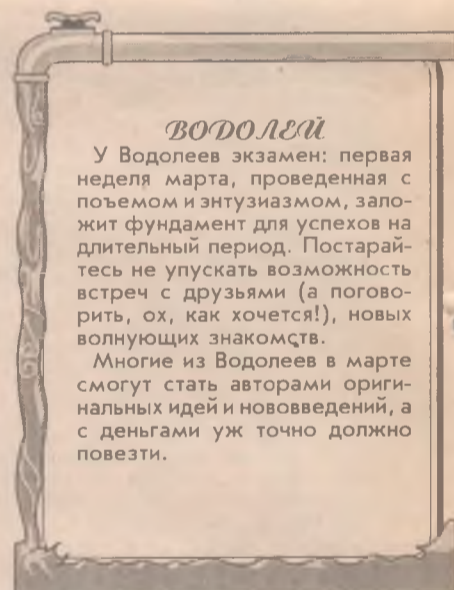 ВОДОЛЕЙ
У Водолеев экзамен: первая
неделя марта, проведенная с
поъемом и энтузиазмом, зало-
жит фундамент для успехов на
длительный период. Постарай-
тесь не упускать возможность
встреч с друзьями (а погово-
рить, ох, как хочется!), новых
волнующих знакомств.
Многие из Водолеев в марте
смогут стать авторами ориги-
нальных идей и нововведений, а
с деньгами уж точно должно
повезти.